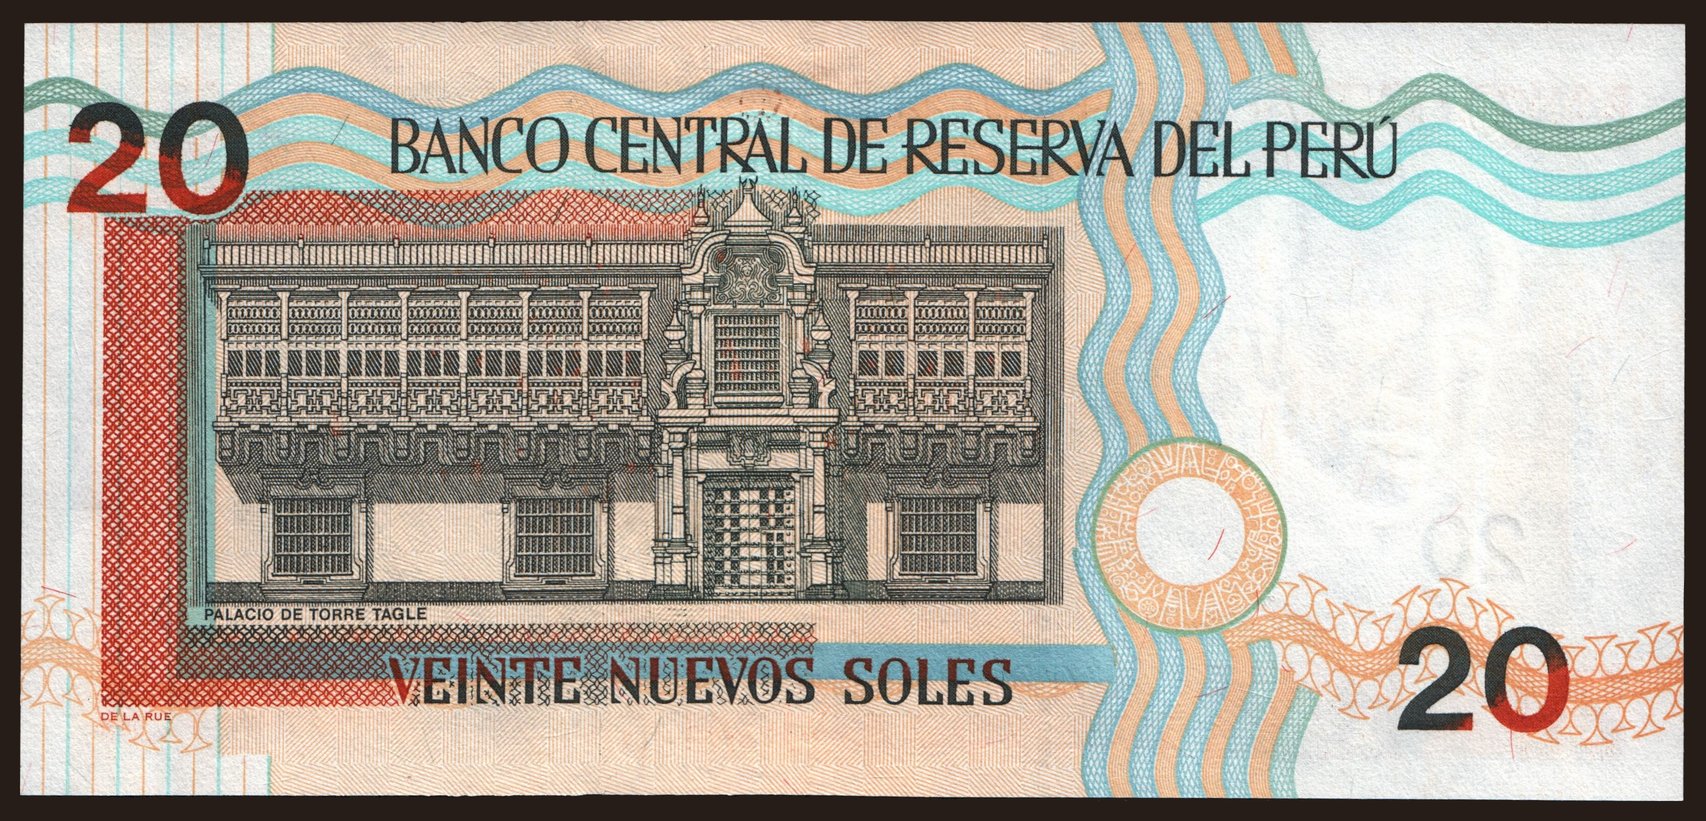 20
BANCO CENTRAL DE RESERVA DEL PERÚ
PALACIO DE TORRE TAGLE
VEINTE NUEVOS SOLES
DE LA RUE
20